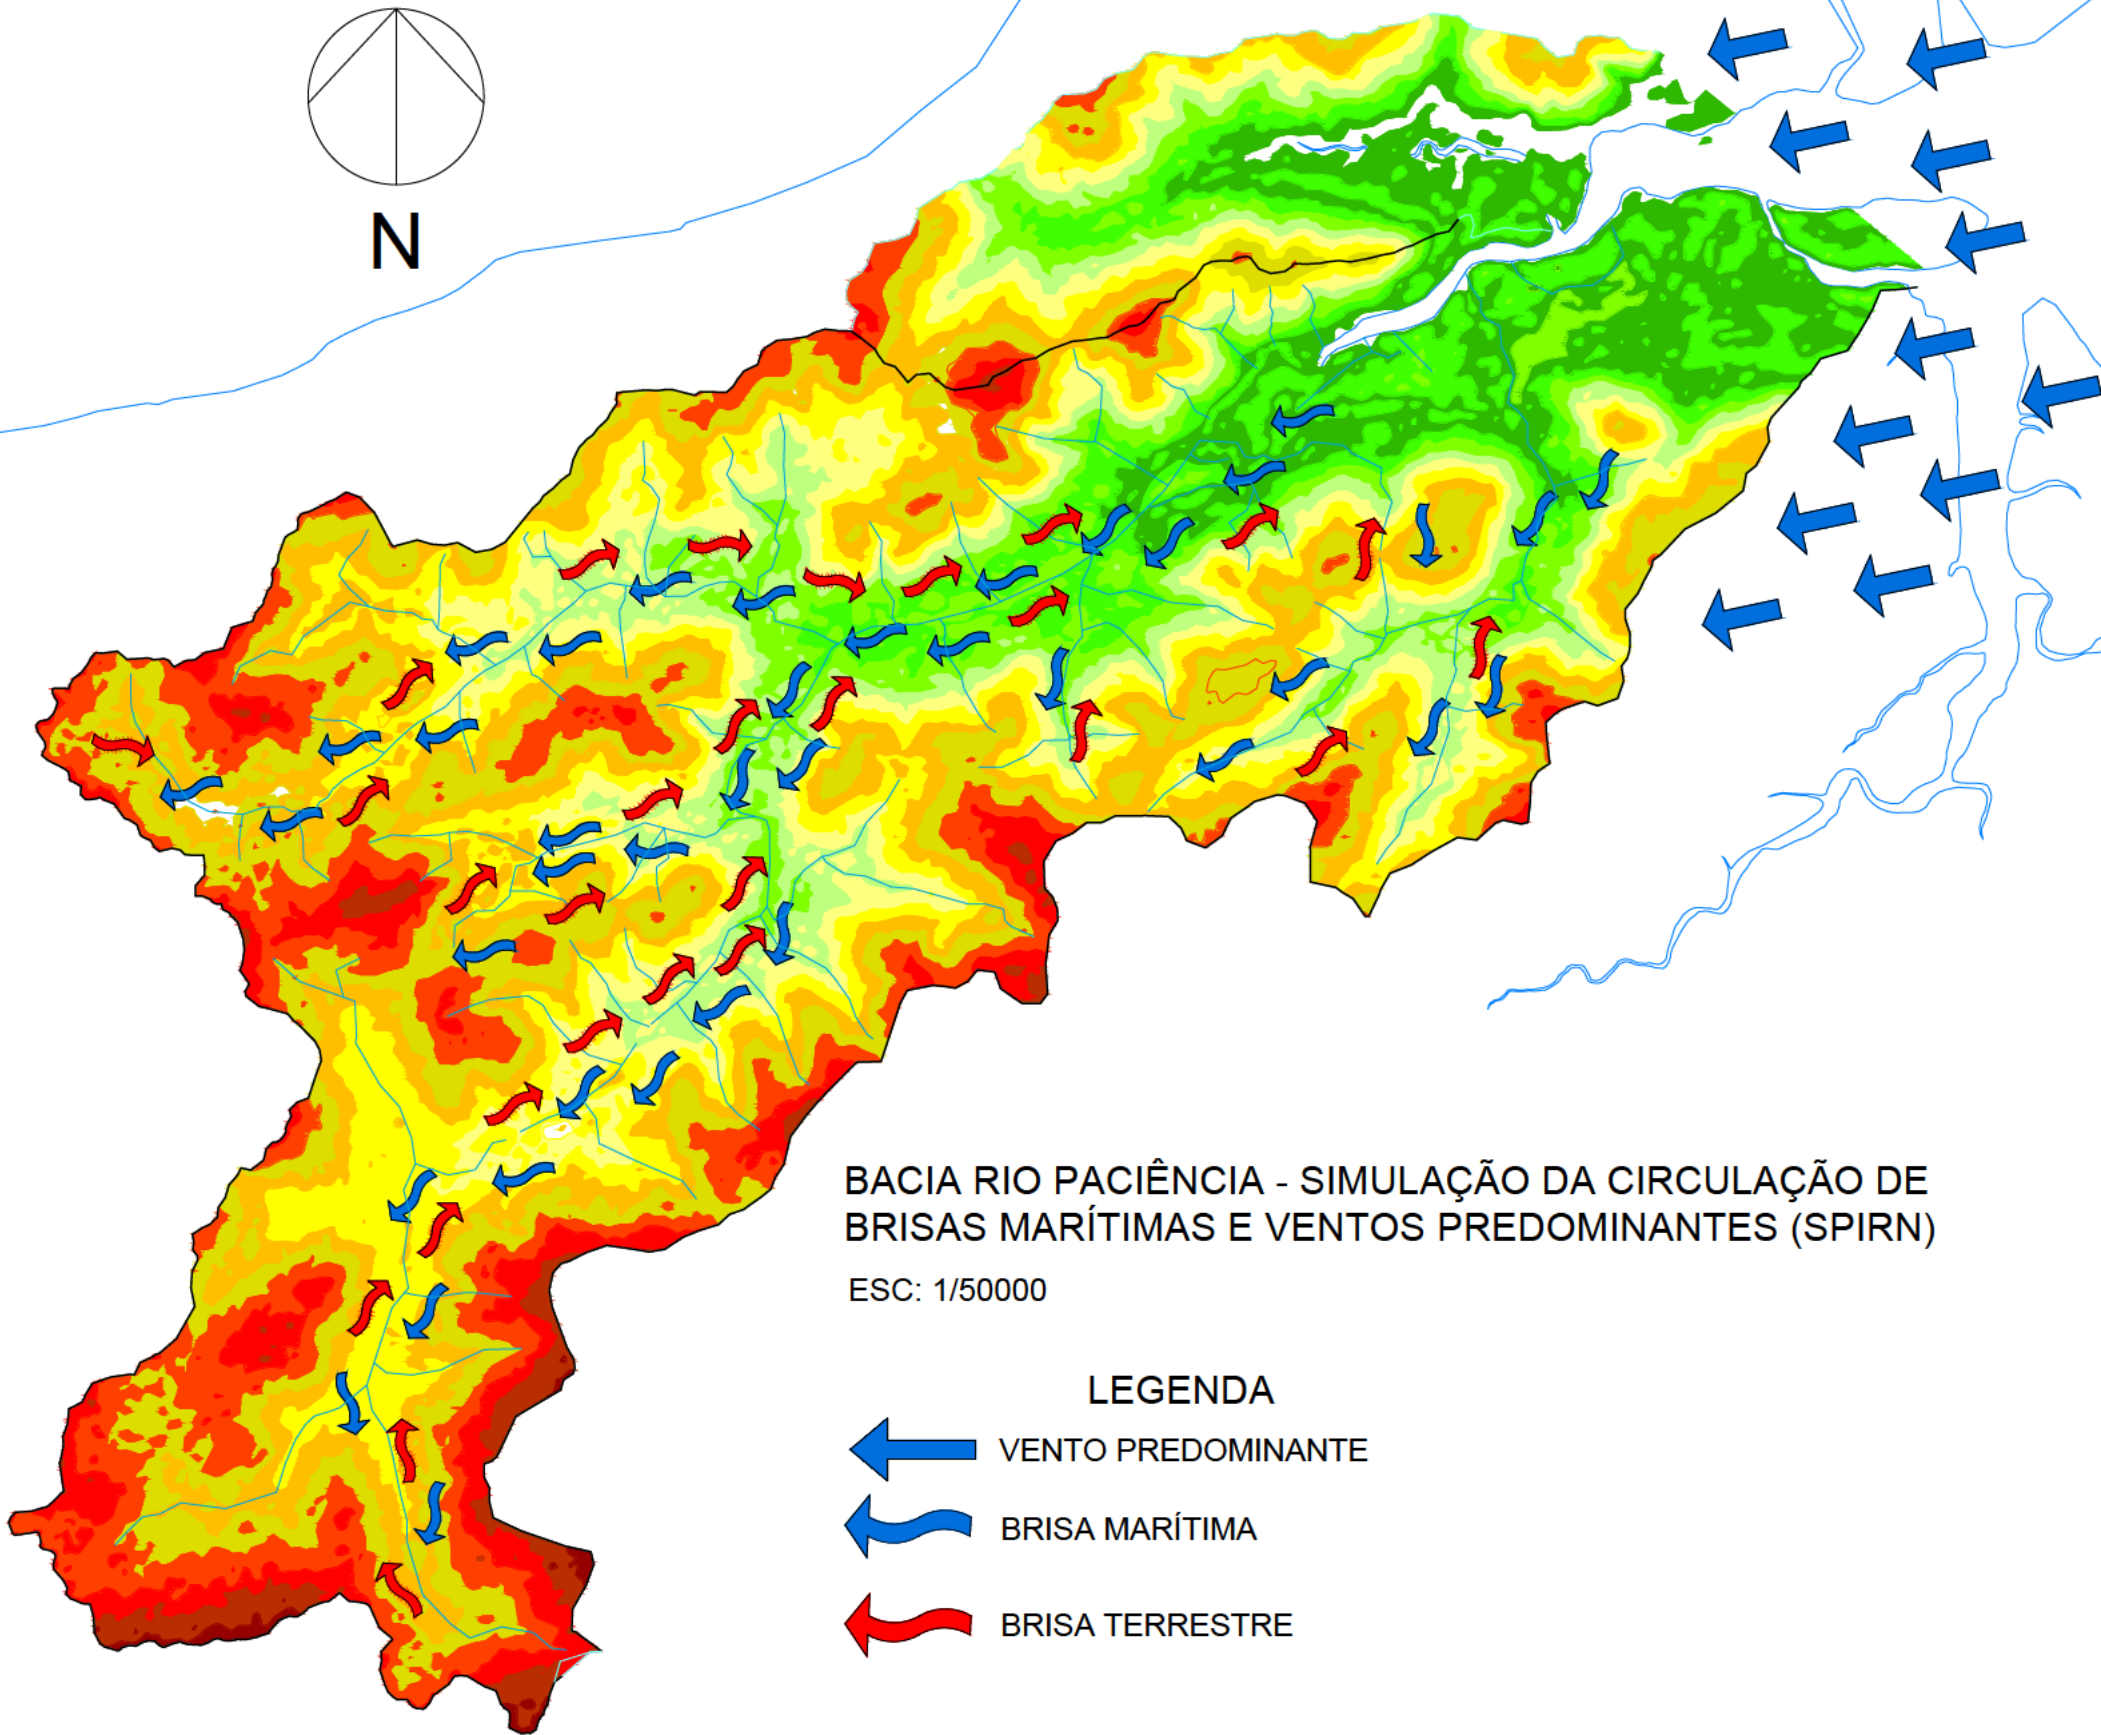 N
BACIA RIO PACIÊNCIA - SIMULAÇÃO DA CIRCULAÇÃO DE
BRISAS MARÍTIMAS E VENTOS PREDOMINANTES (SPIRN)
ESC: 1/50000
LEGENDA
VENTO PREDOMINANTE
BRISA MARÍTIMA
BRISA TERRESTRE